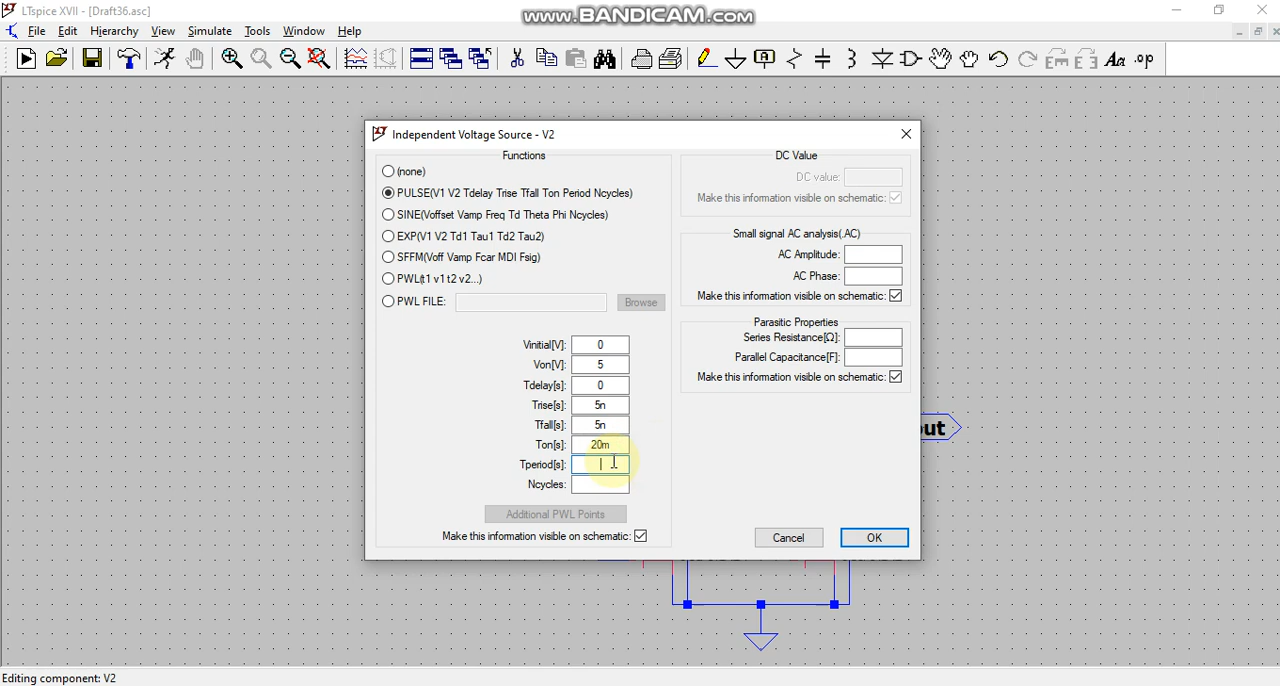 LTspice XVII - [Draft36.asc]
www.BANDICAM.com
File Edit Hierarchy View Simulate Tools Window Help
Aa .op
Independent Voltage Source - V2
Functions
(none)
PULSE(V1 V2 Tdelay Trise Tfall Ton Period Ncycles)
SINE(Voffset Vamp Freq Td Theta Phi Ncycles)
EXP(V1 V2 Td1 Tau1 Td2 Tau2)
SFFM(Voff Vamp Fcar MDI Fsig)
PWL(t1 v1 t2 v2...)
PWL FILE: Browse
Vinitial[V]: 0
Von[V]: 5
Tdelay[s]: 0
Trise[s]: 5n
Tfall[s]: 5n
Ton[s]: 20m
Tperiod[s]:
Ncycles:
Additional PWL Points
Make this information visible on schematic:
DC Value
DC value:
Make this information visible on schematic:
Small signal AC analysis(.AC)
AC Amplitude:
AC Phase:
Make this information visible on schematic:
Parasitic Properties
Series Resistance[Ω]:
Parallel Capacitance[F]:
Make this information visible on schematic:
Cancel OK
out
Editing component: V2